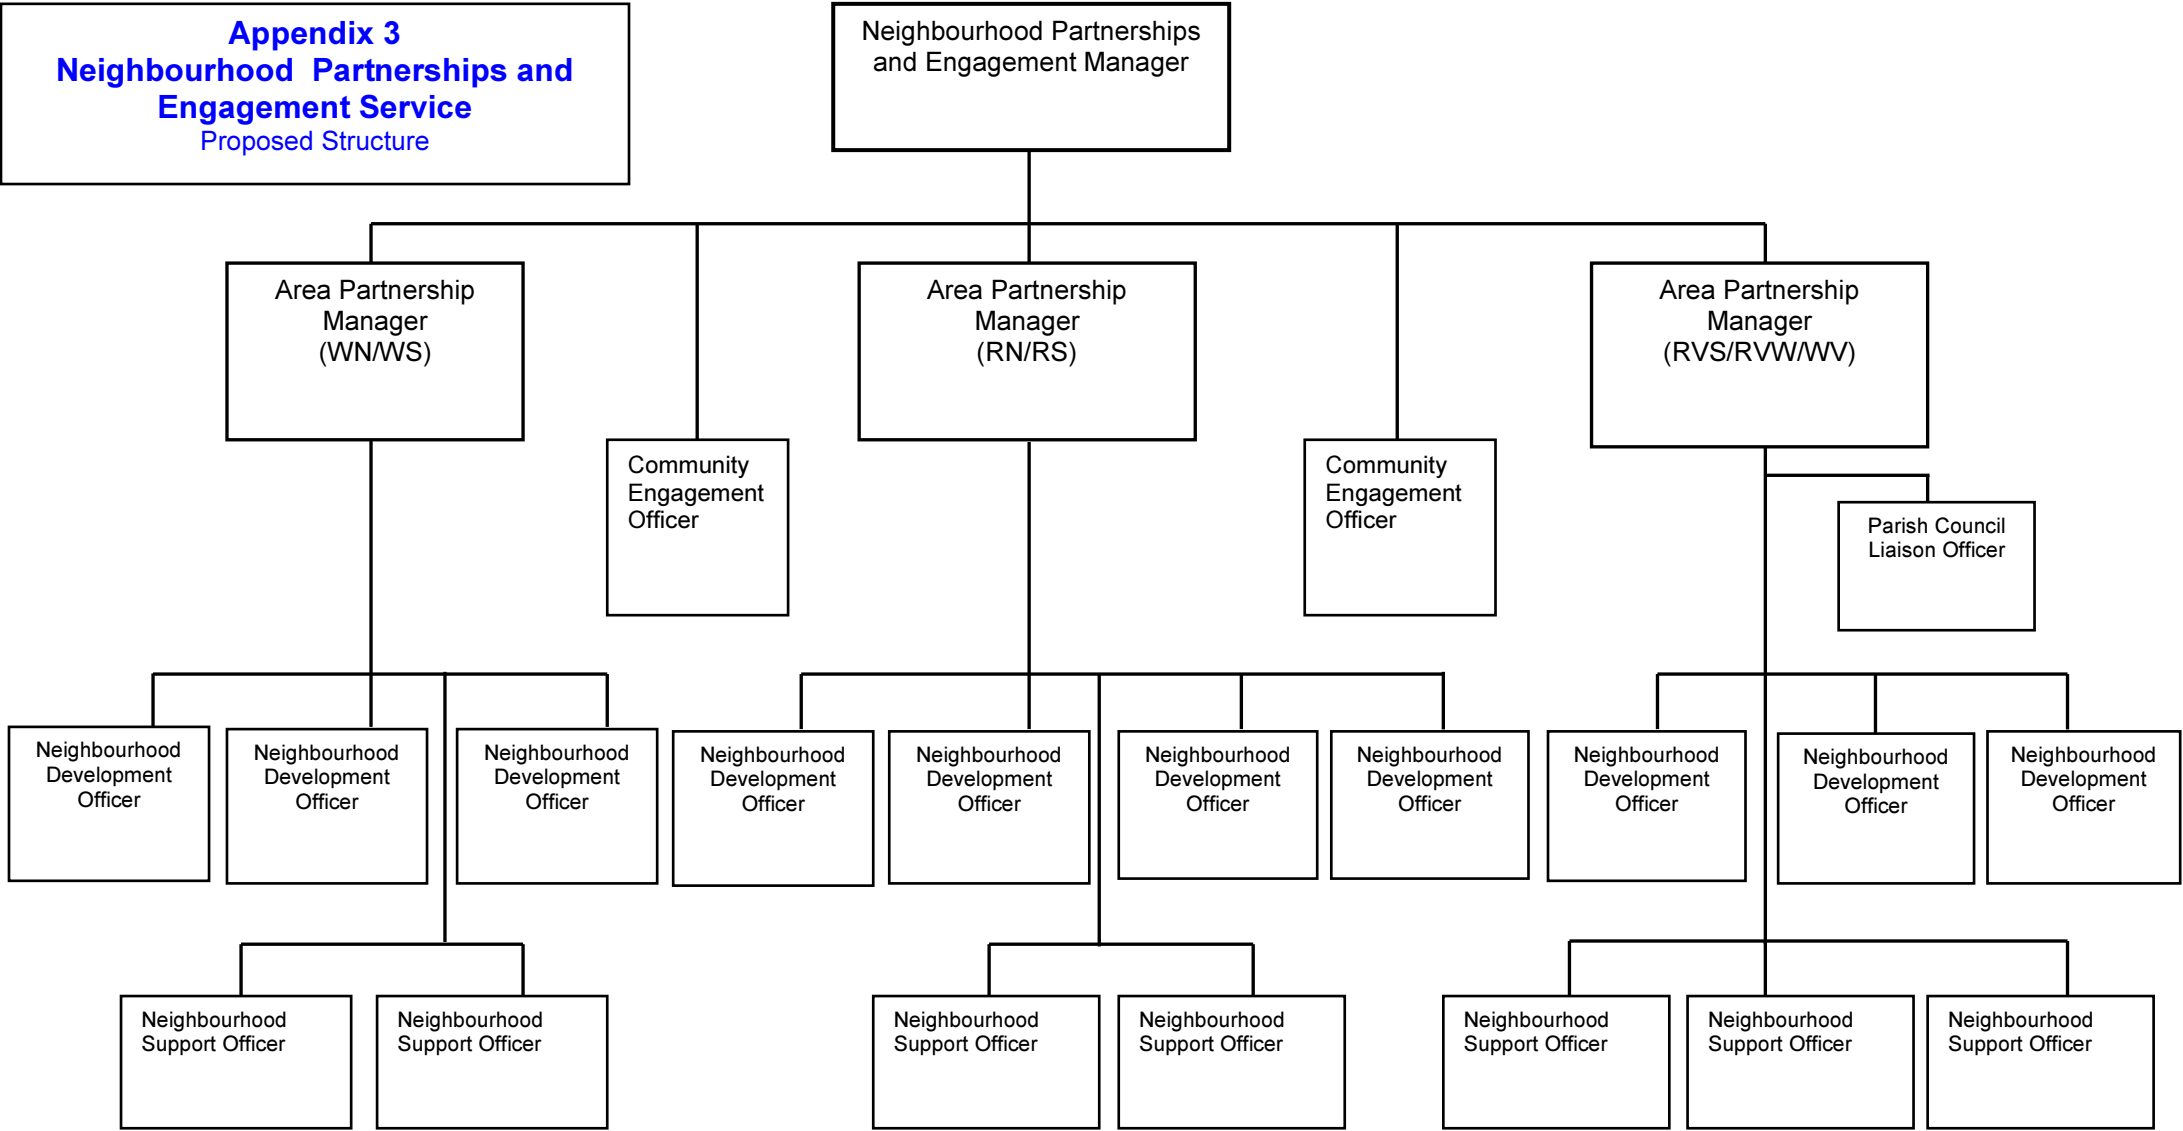 Appendix 3
Neighbourhood Partnerships and
Engagement Service
Proposed Structure
Neighbourhood Partnerships
and Engagement Manager
Area Partnership
Manager
(WN/WS)
Area Partnership
Manager
(RN/RS)
Area Partnership
Manager
(RVS/RVW/WV)
Community
Engagement
Officer
Community
Engagement
Officer
Parish Council
Liaison Officer
Neighbourhood
Development
Officer
Neighbourhood
Development
Officer
Neighbourhood
Development
Officer
Neighbourhood
Development
Officer
Neighbourhood
Development
Officer
Neighbourhood
Development
Officer
Neighbourhood
Development
Officer
Neighbourhood
Development
Officer
Neighbourhood
Development
Officer
Neighbourhood
Development
Officer
Neighbourhood
Support Officer
Neighbourhood
Support Officer
Neighbourhood
Support Officer
Neighbourhood
Support Officer
Neighbourhood
Support Officer
Neighbourhood
Support Officer
Neighbourhood
Support Officer